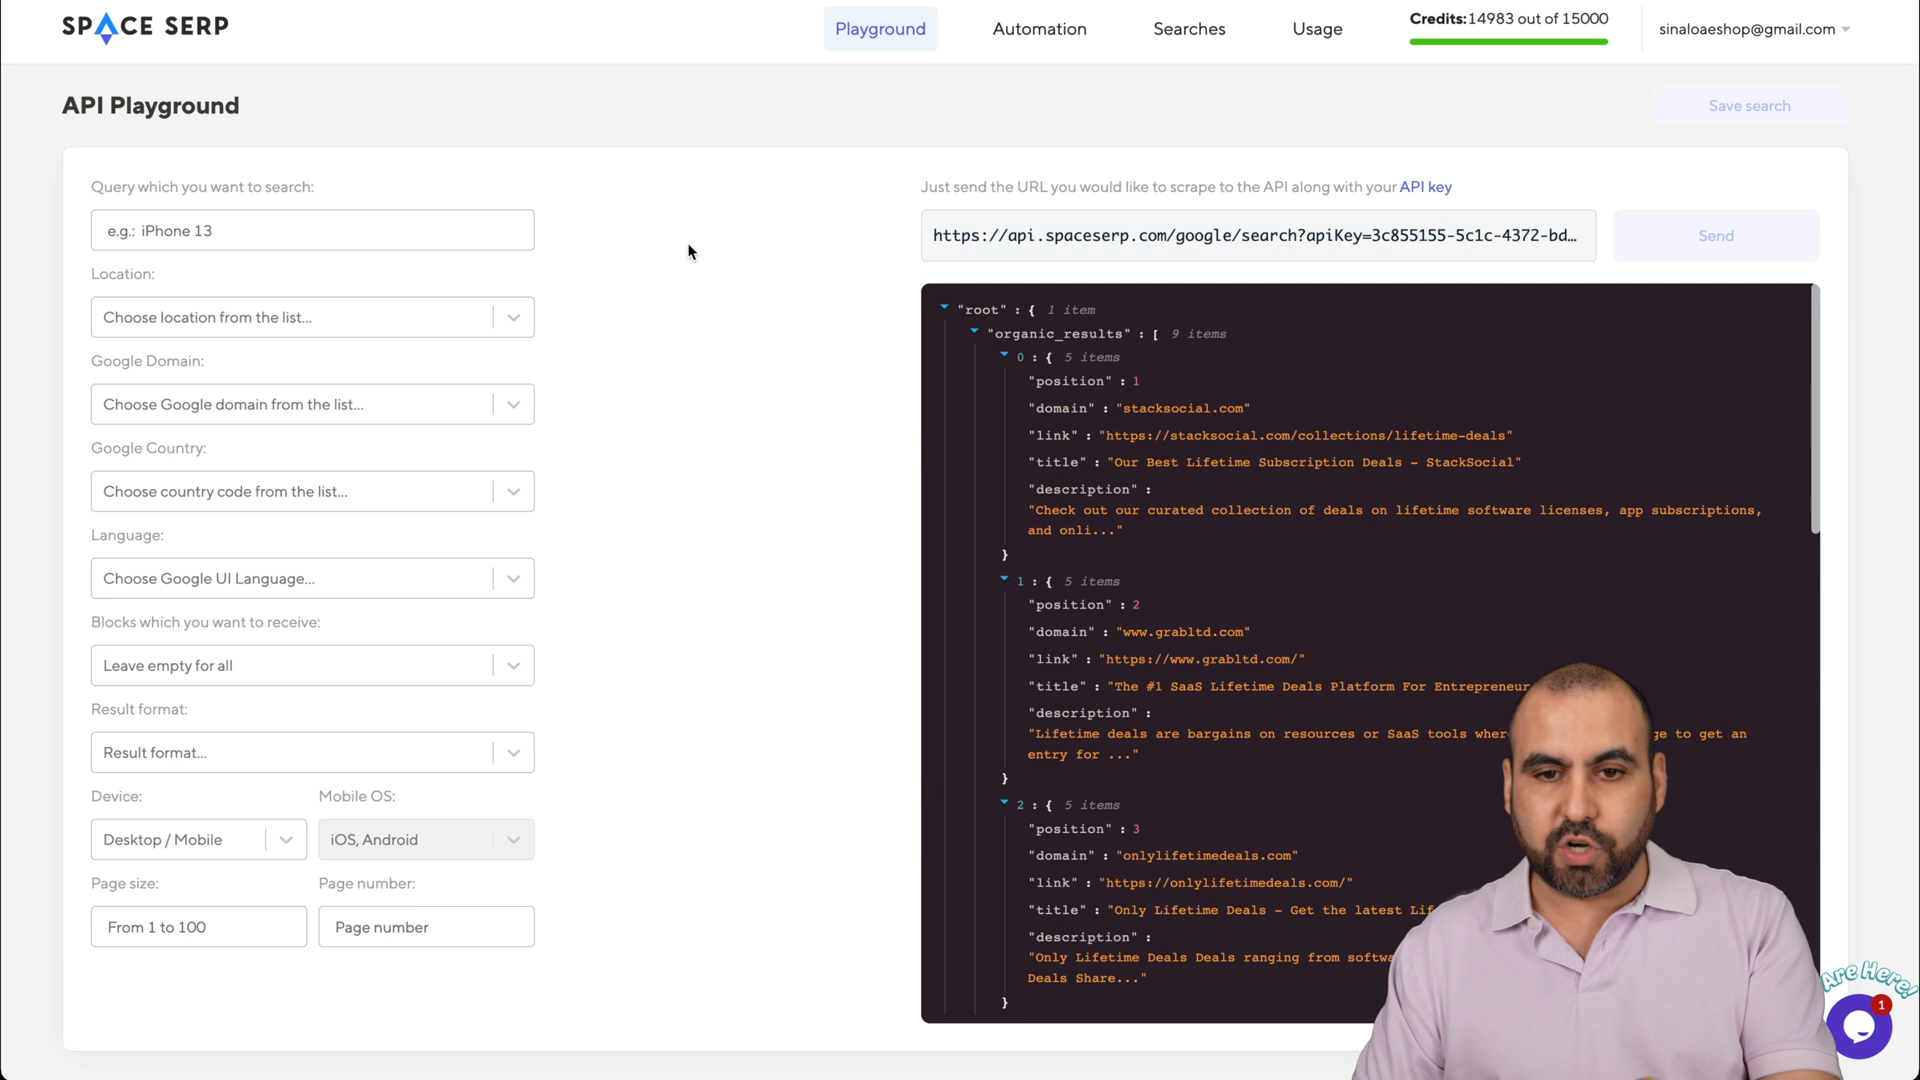 SPACE SERP
Playground
Automation
Searches
Usage
Credits: 14983 out of 15000
sinaloaeshop@gmail.com
API Playground
Save search
Query which you want to search:
e.g.: iPhone 13
Location:
Choose location from the list...
Google Domain:
Choose Google domain from the list...
Google Country:
Choose country code from the list...
Language:
Choose Google UI Language...
Blocks which you want to receive:
Leave empty for all
Result format:
Result format...
Device:
Mobile OS:
Desktop / Mobile
iOS, Android
Page size:
Page number:
From 1 to 100
Page number
Just send the URL you would like to scrape to the API along with your API key
https://api.spaceserp.com/google/search?apiKey=3c855155-5c1c-4372-bd…
Send
"root" : { 1 item
"organic_results" : [ 9 items
0 : { 5 items
"position" : 1
"domain" : "stacksocial.com"
"link" : "https://stacksocial.com/collections/lifetime-deals"
"title" : "Our Best Lifetime Subscription Deals - StackSocial"
"description" :
"Check out our curated collection of deals on lifetime software licenses, app subscriptions,
and onli..."
}
1 : { 5 items
"position" : 2
"domain" : "www.grabltd.com"
"link" : "https://www.grabltd.com/"
"title" : "The #1 SaaS Lifetime Deals Platform For Entrepreneur
"description" :
"Lifetime deals are bargains on resources or SaaS tools wher ge to get an
entry for ..."
}
2 : { 5 items
"position" : 3
"domain" : "onlylifetimedeals.com"
"link" : "https://onlylifetimedeals.com/"
"title" : "Only Lifetime Deals - Get the latest Lif
"description" :
"Only Lifetime Deals Deals ranging from softwa
Deals Share..."
}
Are Here!
1